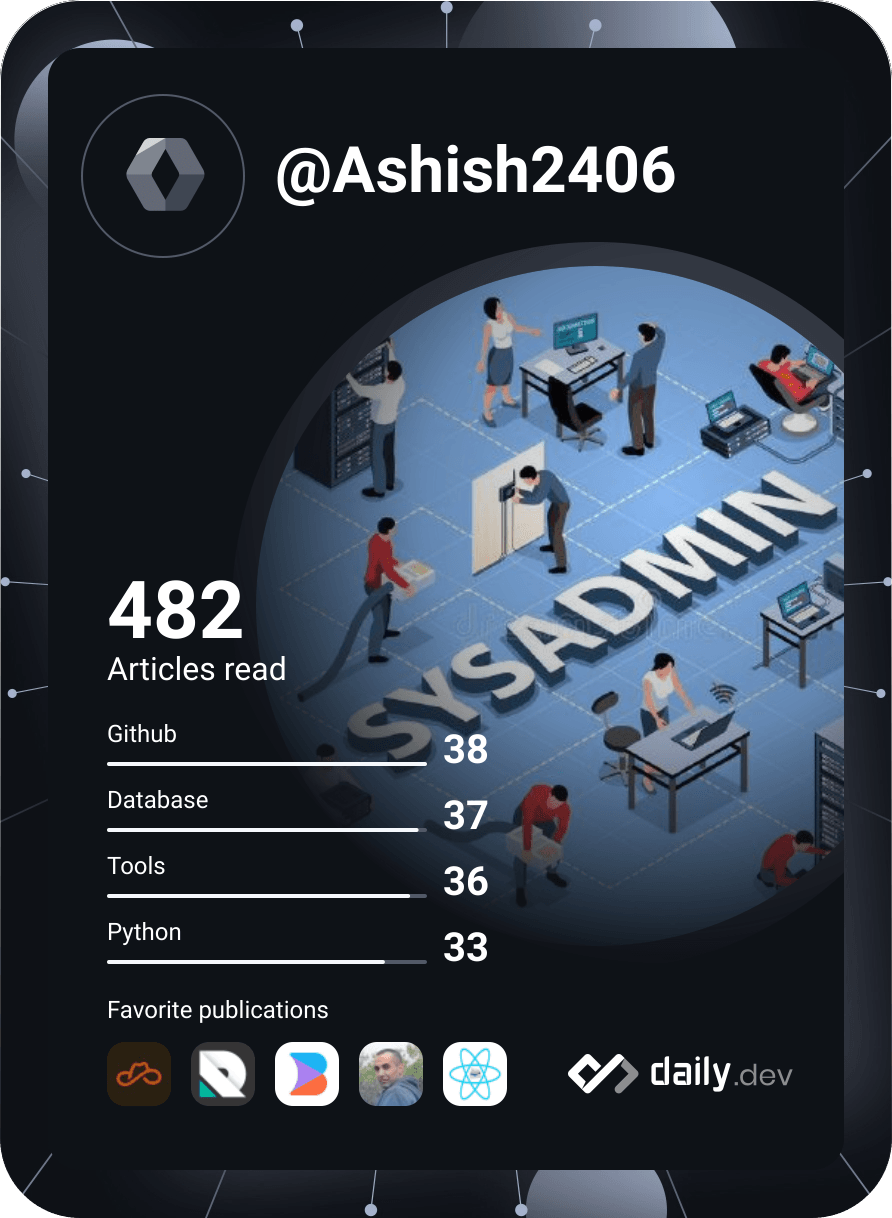 @Ashish2406
SYSADMIN
482
Articles read
Github
38
Database
37
Tools
36
Python
33
Favorite publications
daily.dev